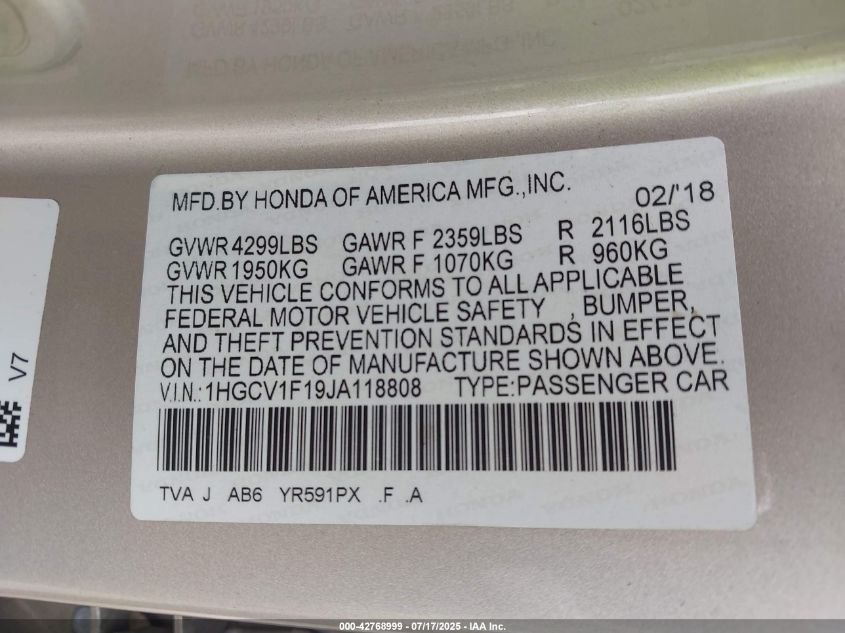 MFD.BY HONDA OF AMERICA MFG.,INC. 02/'18
GVWR 4299LBS GAWR F 2359LBS R 2116LBS
GVWR 1950KG GAWR F 1070KG R 960KG
THIS VEHICLE CONFORMS TO ALL APPLICABLE
FEDERAL MOTOR VEHICLE SAFETY , BUMPER,
AND THEFT PREVENTION STANDARDS IN EFFECT
ON THE DATE OF MANUFACTURE SHOWN ABOVE.
V.I.N.:1HGCV1F19JA118808 TYPE:PASSENGER CAR
TVA J AB6 YR591PX .F .A
V7
000-42768999 - 07/17/2025 - IAA Inc.